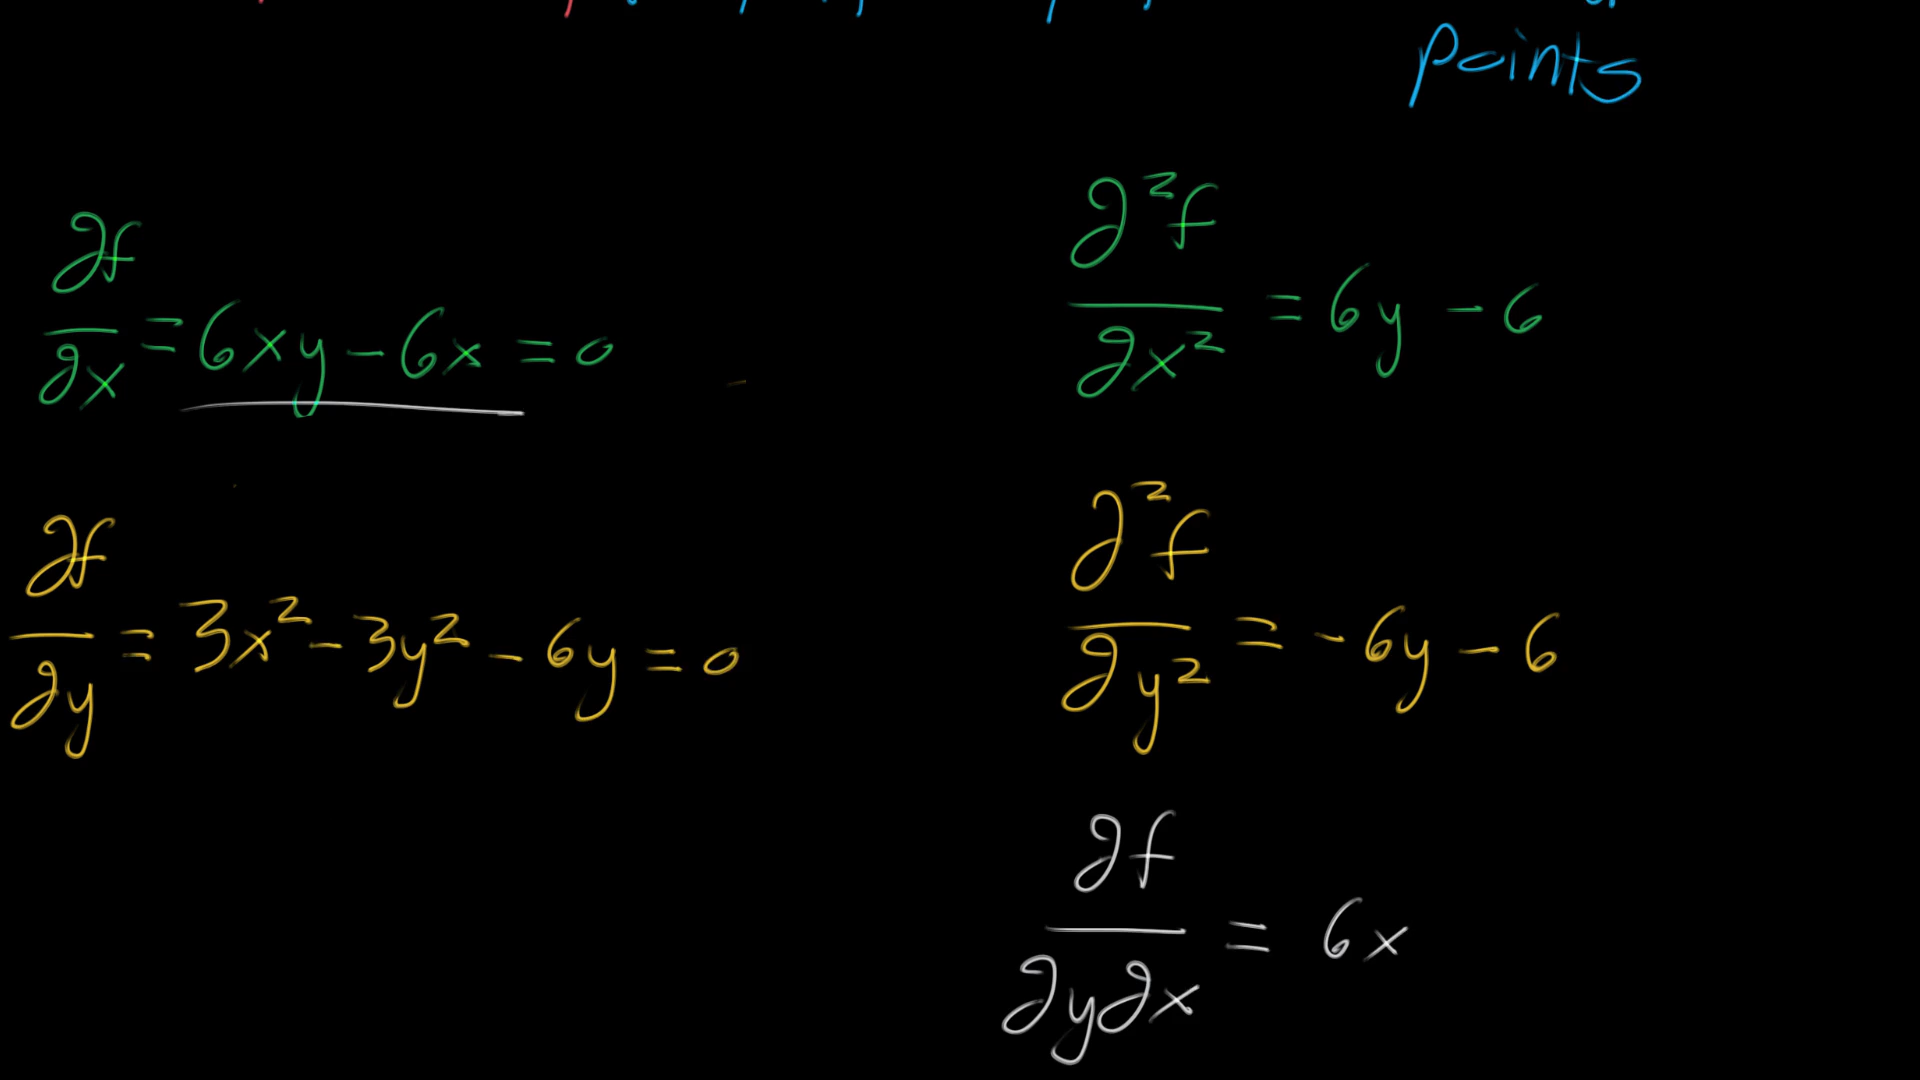 points
∂f/∂x = 6xy - 6x = 0
∂²f/∂x² = 6y - 6
∂f/∂y = 3x² - 3y² - 6y = 0
∂²f/∂y² = -6y - 6
∂f/∂y∂x = 6x